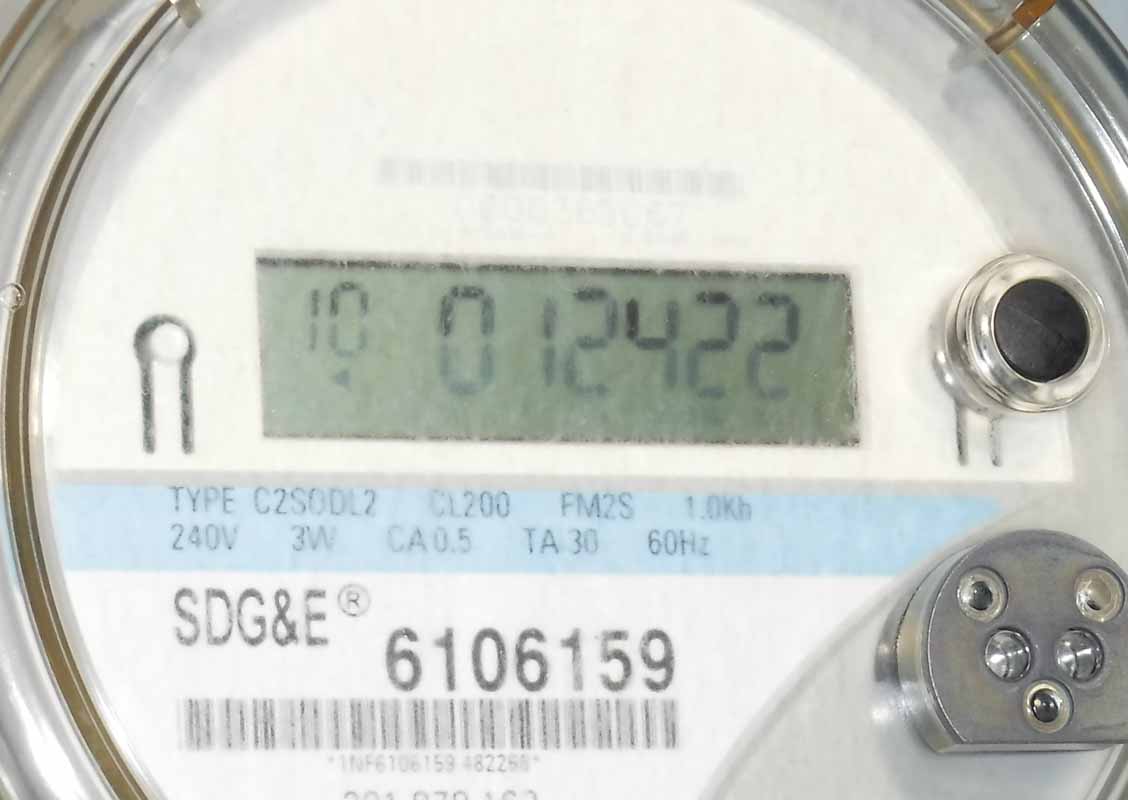 10 012422
TYPE C2SODL2 CL200 FM2S 1.0Kh
240V 3W CA 0.5 TA 30 60Hz
SDG&E®
6106159
*1NF6106159 482268*